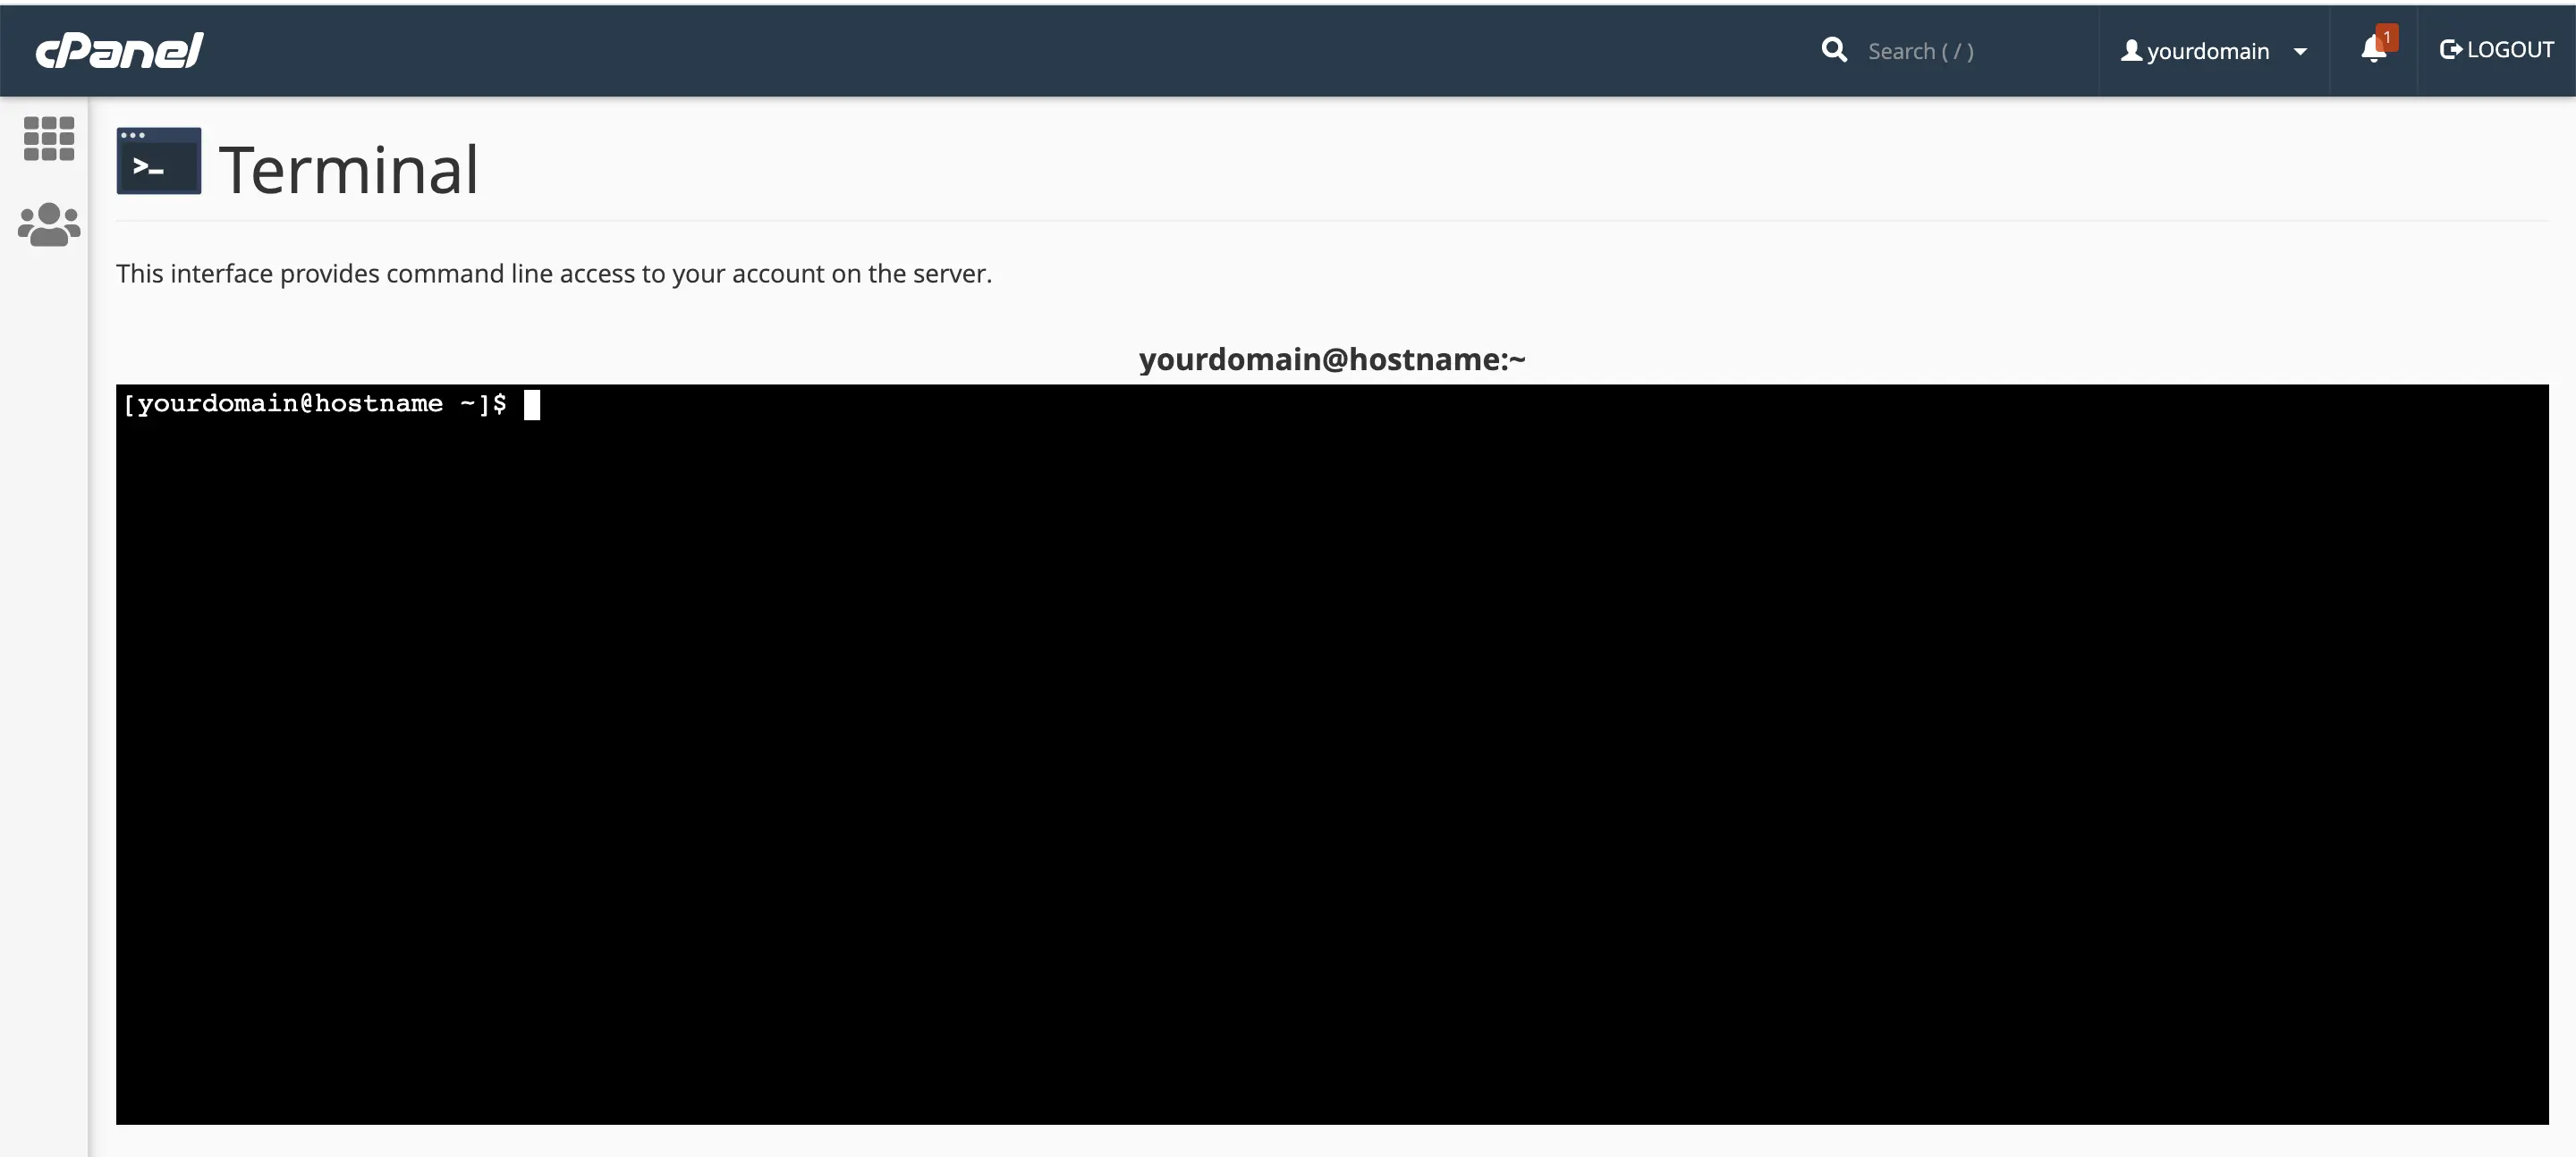 cPanel
Search ( / )
yourdomain
1
LOGOUT
>_ Terminal
This interface provides command line access to your account on the server.
yourdomain@hostname:~
[yourdomain@hostname ~]$